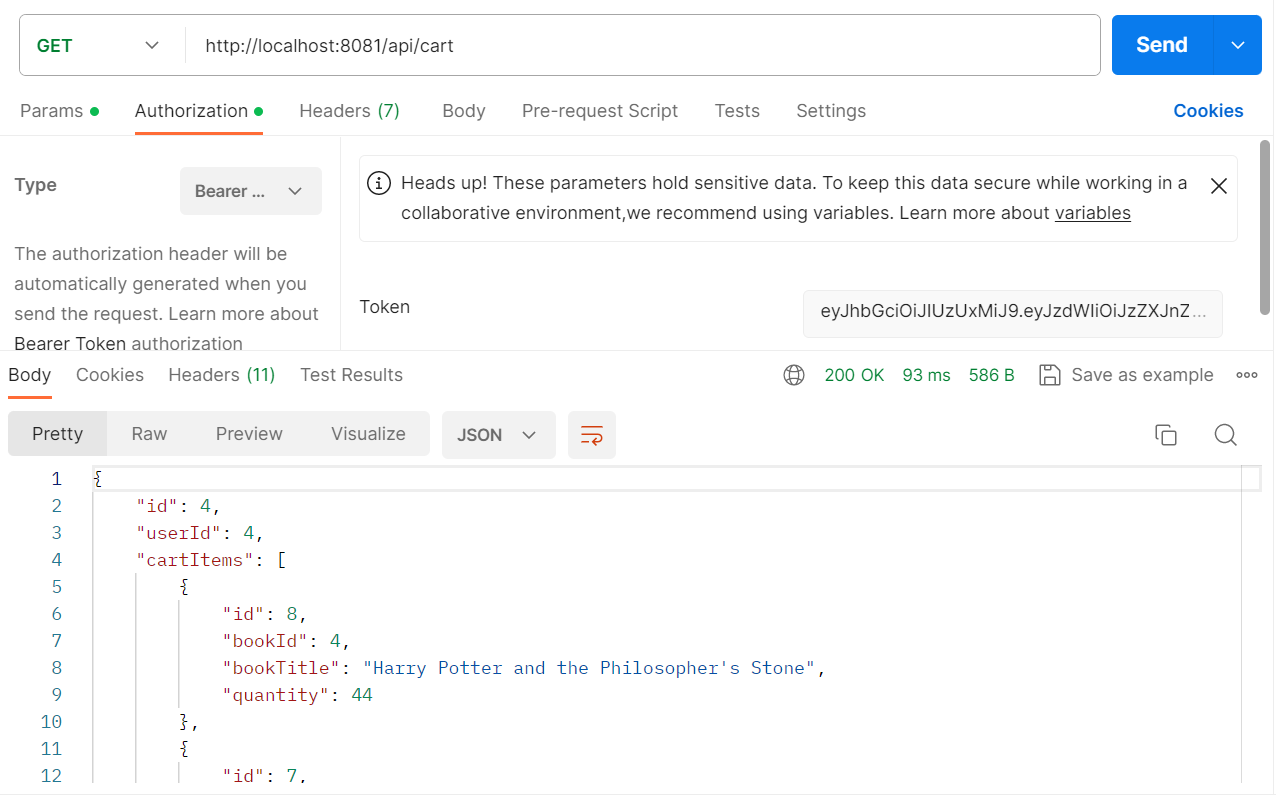 GET http://localhost:8081/api/cart Send
Params Authorization Headers (7) Body Pre-request Script Tests Settings Cookies
Type Bearer ...
The authorization header will be
automatically generated when you
send the request. Learn more about
Bearer Token authorization
Heads up! These parameters hold sensitive data. To keep this data secure while working in a
collaborative environment,we recommend using variables. Learn more about variables
Token eyJhbGciOiJIUzUxMiJ9.eyJzdWIiOiJzZXJnZ...
Body Cookies Headers (11) Test Results 200 OK 93 ms 586 B Save as example
Pretty Raw Preview Visualize JSON
1 {
2 "id": 4,
3 "userId": 4,
4 "cartItems": [
5 {
6 "id": 8,
7 "bookId": 4,
8 "bookTitle": "Harry Potter and the Philosopher's Stone",
9 "quantity": 44
10 },
11 {
12 "id": 7,